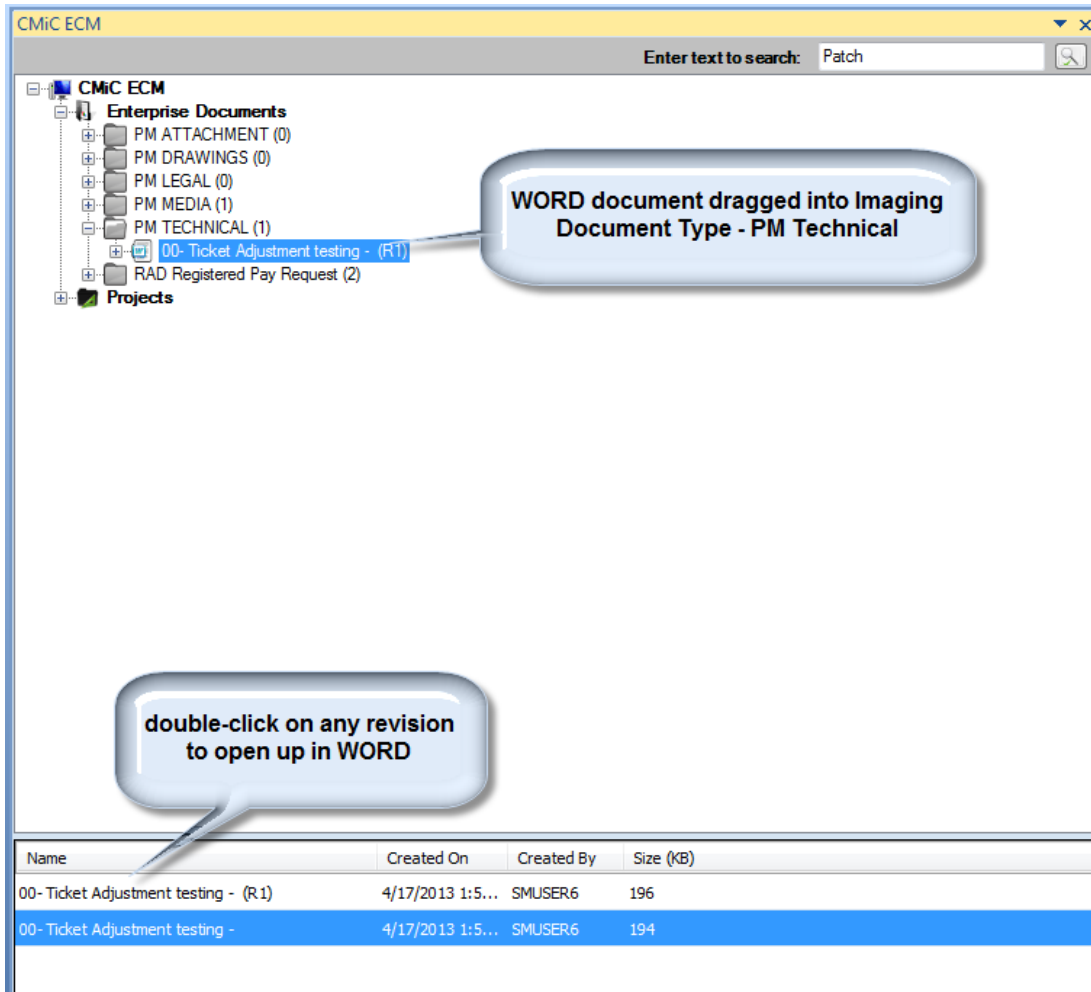 CMiC ECM
Enter text to search: Patch
CMiC ECM
Enterprise Documents
PM ATTACHMENT (0)
PM DRAWINGS (0)
PM LEGAL (0)
PM MEDIA (1)
PM TECHNICAL (1)
00- Ticket Adjustment testing - (R1)
RAD Registered Pay Request (2)
Projects
WORD document dragged into Imaging
Document Type - PM Technical
double-click on any revision
to open up in WORD
Name Created On Created By Size (KB)
00- Ticket Adjustment testing - (R1) 4/17/2013 1:5... SMUSER6 196
00- Ticket Adjustment testing - 4/17/2013 1:5... SMUSER6 194